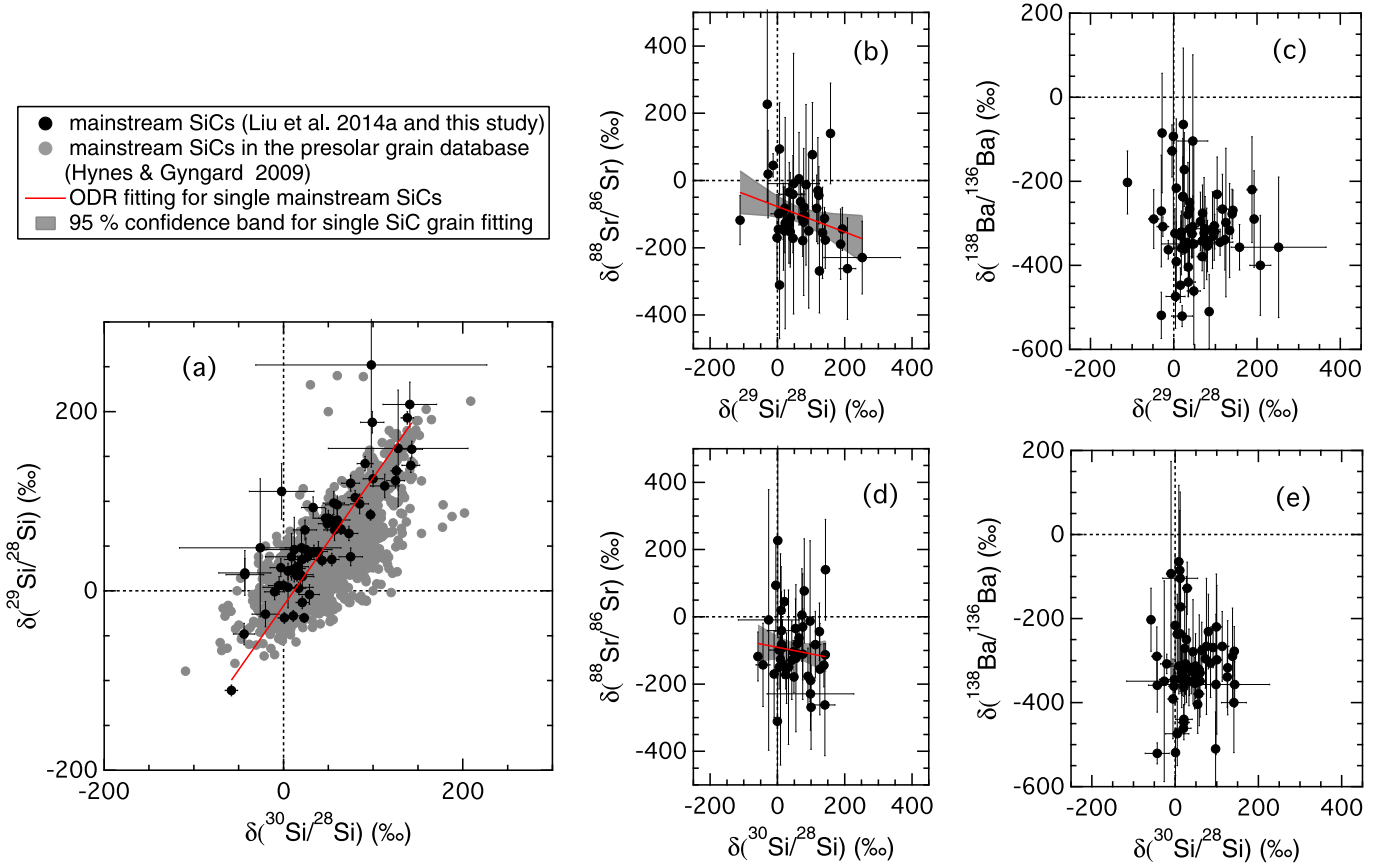 mainstream SiCs (Liu et al. 2014a and this study)
mainstream SiCs in the presolar grain database
(Hynes & Gyngard 2009)
ODR fitting for single mainstream SiCs
95 % confidence band for single SiC grain fitting
(a)
200
0
-200
-200
0
200
δ(²⁹Si/²⁸Si) (‰)
δ(³⁰Si/²⁸Si) (‰)
(b)
400
200
0
-200
-400
-200
0
200
400
δ(⁸⁸Sr/⁸⁶Sr) (‰)
δ(²⁹Si/²⁸Si) (‰)
(c)
200
0
-200
-400
-600
-200
0
200
400
δ(¹³⁸Ba/¹³⁶Ba) (‰)
δ(²⁹Si/²⁸Si) (‰)
(d)
400
200
0
-200
-400
-200
0
200
400
δ(⁸⁸Sr/⁸⁶Sr) (‰)
δ(³⁰Si/²⁸Si) (‰)
(e)
200
0
-200
-400
-600
-200
0
200
400
δ(¹³⁸Ba/¹³⁶Ba) (‰)
δ(³⁰Si/²⁸Si) (‰)